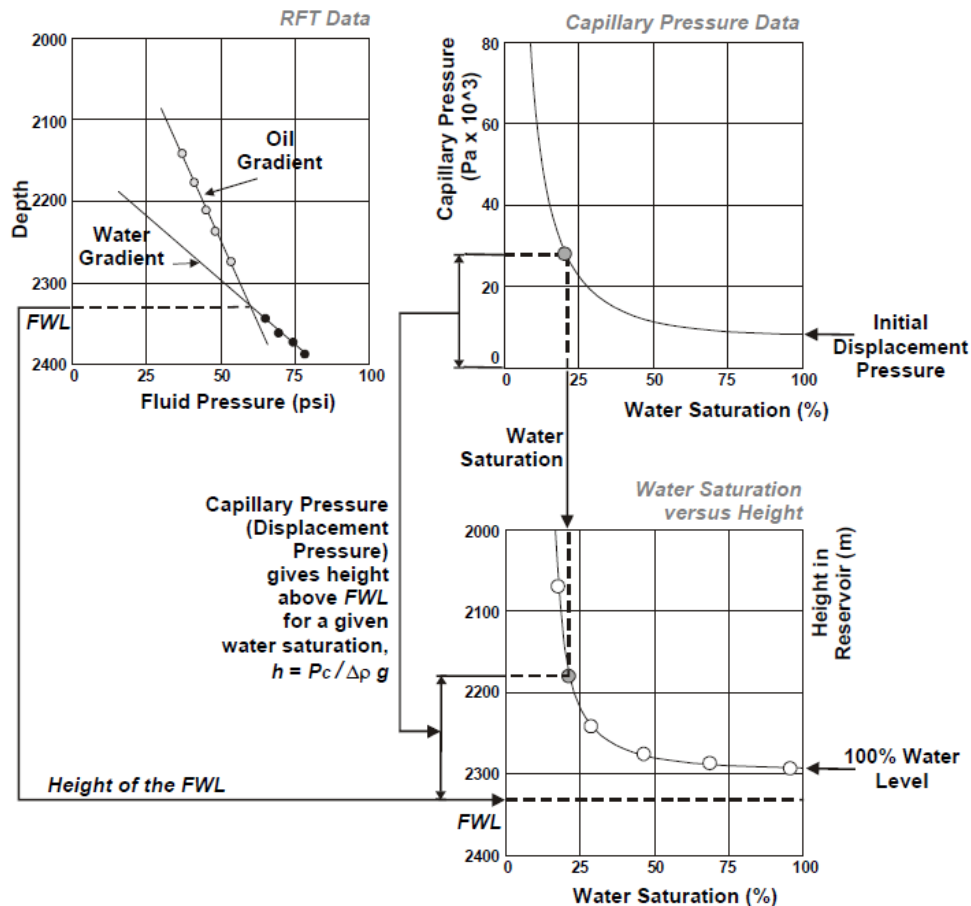 RFT Data
2000
2100
2200
2300
2400
Depth
Oil
Gradient
Water
Gradient
FWL
0
25
50
75
100
Fluid Pressure (psi)
Capillary Pressure Data
80
60
40
20
0
Capillary Pressure
(Pa x 10^3)
Initial
Displacement
Pressure
0
25
50
75
100
Water Saturation (%)
Water
Saturation
Capillary Pressure
(Displacement
Pressure)
gives height
above FWL
for a given
water saturation,
h = Pc / Δρ g
Water Saturation
versus Height
2000
2100
2200
2300
2400
Height in
Reservoir (m)
100% Water
Level
Height of the FWL
FWL
0
25
50
75
100
Water Saturation (%)